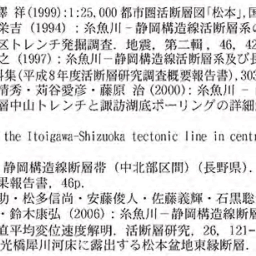 澤 祥(1999):1:25,000 都市圏活断層図「松本」,国
栄吉(1994):糸魚川－静岡構造線活断層系の
区トレンチ発掘調査.地震,第二輯,46,42
之(1997):糸魚川－静岡構造線活断層系及び長
料集(平成8年度活断層研究調査概要報告書),303
清秀・苅谷愛彦・藤原 治(2000):糸魚川－
層中山トレンチと諏訪湖底ボーリングの詳細
the Itoigawa-Shizuoka tectonic line in centr
静岡構造線断層帯(中北部区間)(長野県).
果報告書,46p.
助・松多信尚・安藤俊人・佐藤義輝・石黒聡
・鈴木康弘(2006):糸魚川－静岡構造線断層
直平均変位速度解明.活断層研究,26,121-
光橋犀川河床に露出する松本盆地東縁断層.